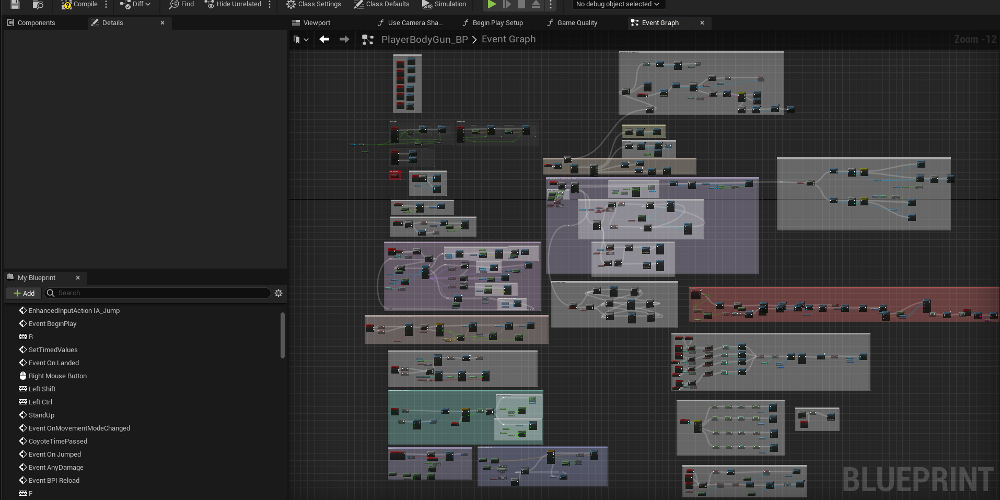 Compile
Diff
Find
Hide Unrelated
Class Settings
Class Defaults
Simulation
No debug object selected
Components
Details
Viewport
Use Camera Sha...
Begin Play Setup
Game Quality
Event Graph
PlayerBodyGun_BP > Event Graph
Zoom -12
My Blueprint
Add
Search
EnhancedInputAction IA_Jump
Event BeginPlay
R
SetTimedValues
Event On Landed
Right Mouse Button
Left Shift
Left Ctrl
StandUp
Event OnMovementModeChanged
CoyoteTimePassed
Event On Jumped
Event AnyDamage
Event BPI Reload
F
BLUEPRINT